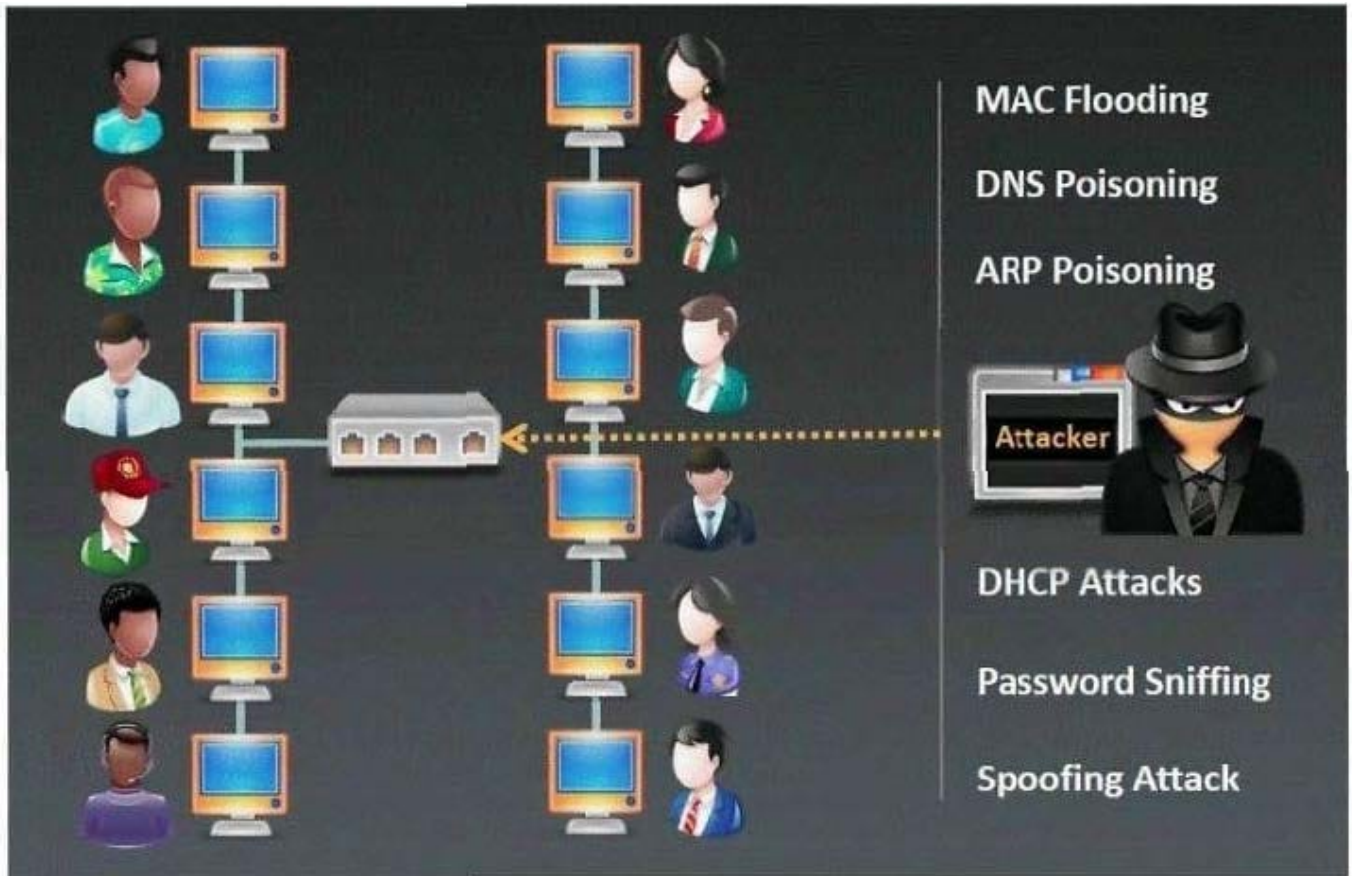 MAC Flooding
DNS Poisoning
ARP Poisoning
Attacker
DHCP Attacks
Password Sniffing
Spoofing Attack